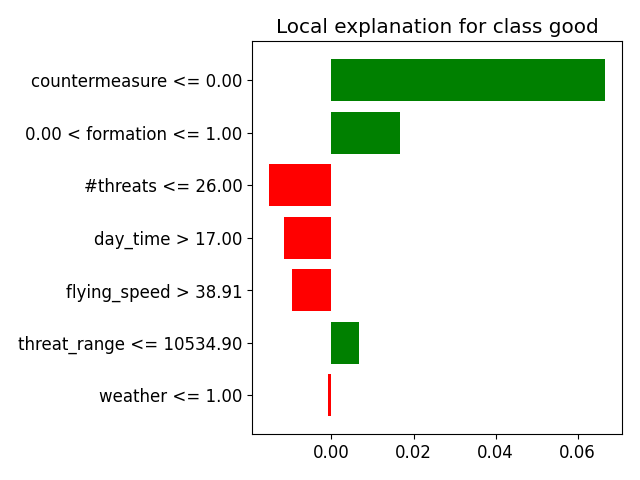 Local explanation for class good
countermeasure <= 0.00
0.00 < formation <= 1.00
#threats <= 26.00
day_time > 17.00
flying_speed > 38.91
threat_range <= 10534.90
weather <= 1.00
0.00 0.02 0.04 0.06